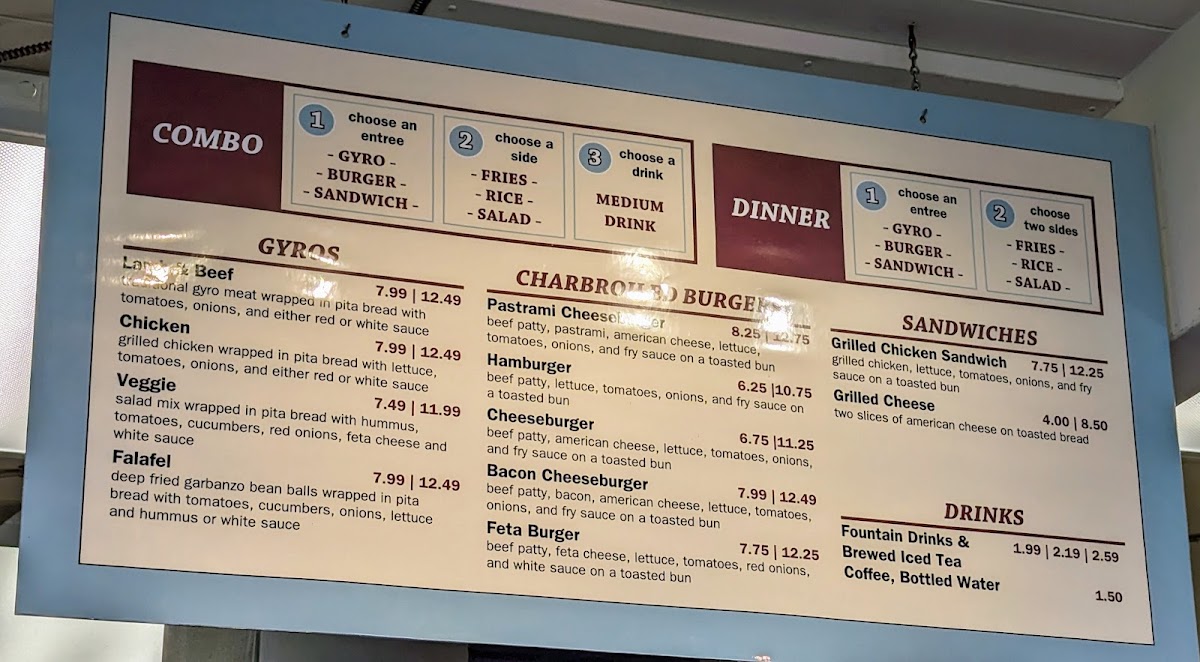 COMBO
1 choose an
entree
- GYRO -
- BURGER -
- SANDWICH -
2 choose a
side
- FRIES -
- RICE -
- SALAD -
3 choose a
drink
MEDIUM
DRINK
DINNER
1 choose an
entree
- GYRO -
- BURGER -
- SANDWICH -
2 choose
two sides
- FRIES -
- RICE -
- SALAD -
GYROS
Lamb & Beef 7.99 | 12.49
traditional gyro meat wrapped in pita bread with
tomatoes, onions, and either red or white sauce
Chicken 7.99 | 12.49
grilled chicken wrapped in pita bread with lettuce,
tomatoes, onions, and either red or white sauce
Veggie 7.49 | 11.99
salad mix wrapped in pita bread with hummus,
tomatoes, cucumbers, red onions, feta cheese and
white sauce
Falafel 7.99 | 12.49
deep fried garbanzo bean balls wrapped in pita
bread with tomatoes, cucumbers, onions, lettuce
and hummus or white sauce
CHARBROILED BURGERS
Pastrami Cheeseburger 8.25 | 12.75
beef patty, pastrami, american cheese, lettuce,
tomatoes, onions, and fry sauce on a toasted bun
Hamburger 6.25 |10.75
beef patty, lettuce, tomatoes, onions, and fry sauce on
a toasted bun
Cheeseburger 6.75 |11.25
beef patty, american cheese, lettuce, tomatoes, onions,
and fry sauce on a toasted bun
Bacon Cheeseburger 7.99 | 12.49
beef patty, bacon, american cheese, lettuce, tomatoes,
onions, and fry sauce on a toasted bun
Feta Burger 7.75 | 12.25
beef patty, feta cheese, lettuce, tomatoes, red onions,
and white sauce on a toasted bun
SANDWICHES
Grilled Chicken Sandwich 7.75 | 12.25
grilled chicken, lettuce, tomatoes, onions, and fry
sauce on a toasted bun
Grilled Cheese 4.00 | 8.50
two slices of american cheese on toasted bread
DRINKS
Fountain Drinks & 1.99 | 2.19 | 2.59
Brewed Iced Tea
Coffee, Bottled Water 1.50